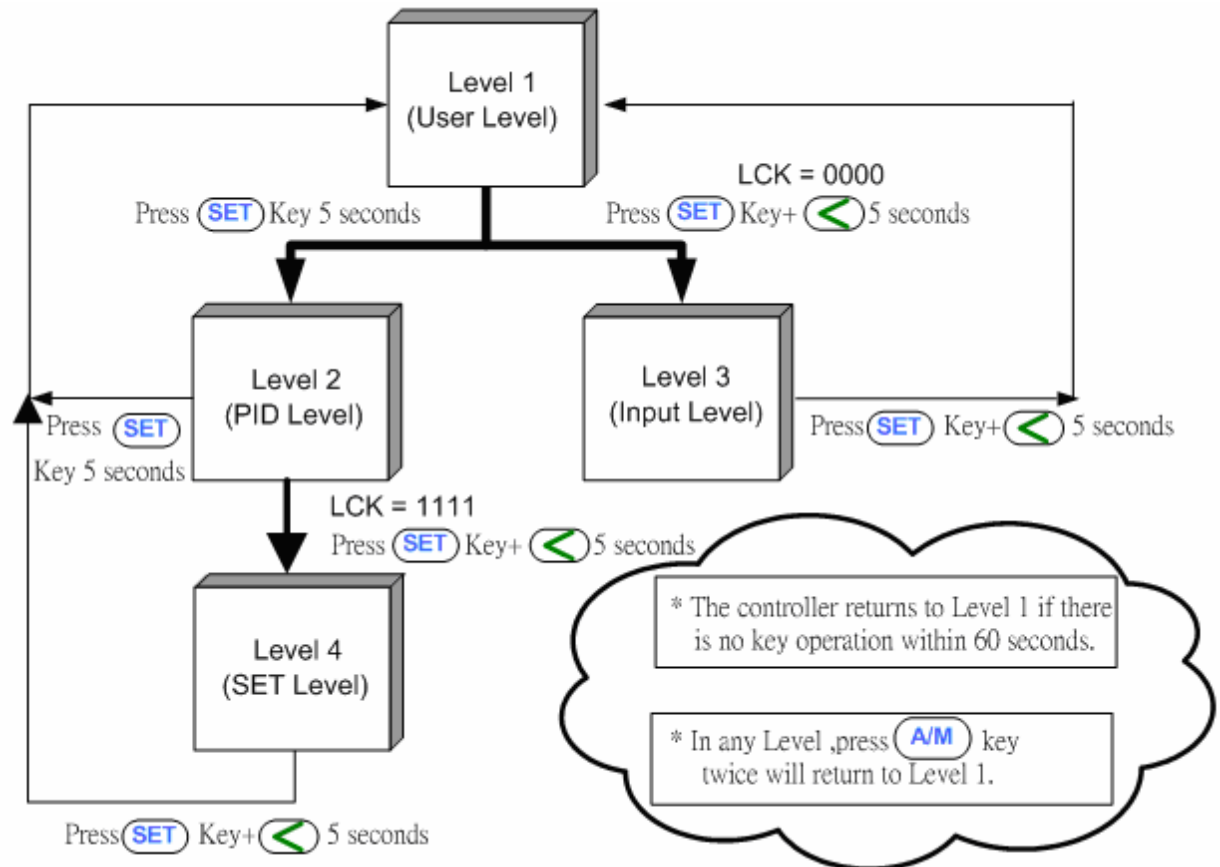 Level 1
(User Level)
LCK = 0000
Press SET Key 5 seconds
Press SET Key+ < 5 seconds
Level 2
(PID Level)
Level 3
(Input Level)
Press SET
Key 5 seconds
Press SET Key+ < 5 seconds
LCK = 1111
Press SET Key+ < 5 seconds
Level 4
(SET Level)
* The controller returns to Level 1 if there
is no key operation within 60 seconds.
* In any Level ,press A/M key
twice will return to Level 1.
Press SET Key+ < 5 seconds